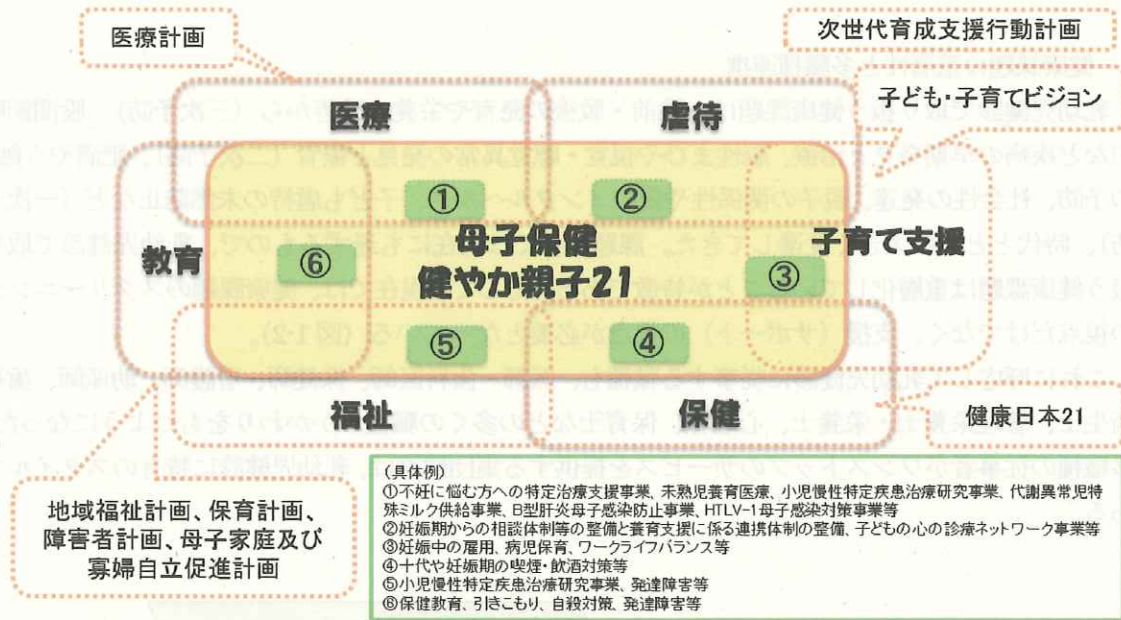 医療計画
次世代育成支援行動計画
子ども・子育てビジョン
医療
虐待
①
②
母子保健
健やか親子21
教育
⑥
③
子育て支援
⑤
④
福祉
保健
健康日本21
地域福祉計画、保育計画、
障害者計画、母子家庭及び
寡婦自立促進計画
(具体例)
①不妊に悩む方への特定治療支援事業、未熟児養育医療、小児慢性特定疾患治療研究事業、代謝異常児特
殊ミルク供給事業、B型肝炎母子感染防止事業、HTLV-1母子感染対策事業等
②妊娠期からの相談体制等の整備と養育支援に係る連携体制の整備、子どもの心の診療ネットワーク事業等
③妊娠中の雇用、病児保育、ワークライフバランス等
④十代や妊娠期の喫煙・飲酒対策等
⑤小児慢性特定疾患治療研究事業、発達障害等
⑥保健教育、引きこもり、自殺対策、発達障害等